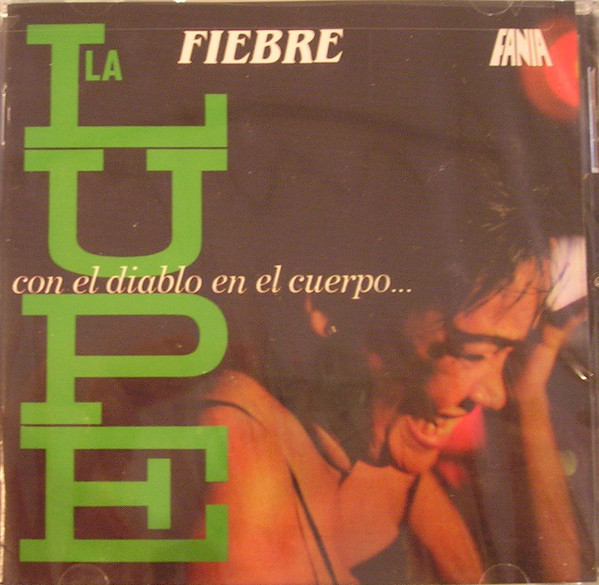 FIEBRE
FANIA
LA
LUPE
con el diablo en el cuerpo...